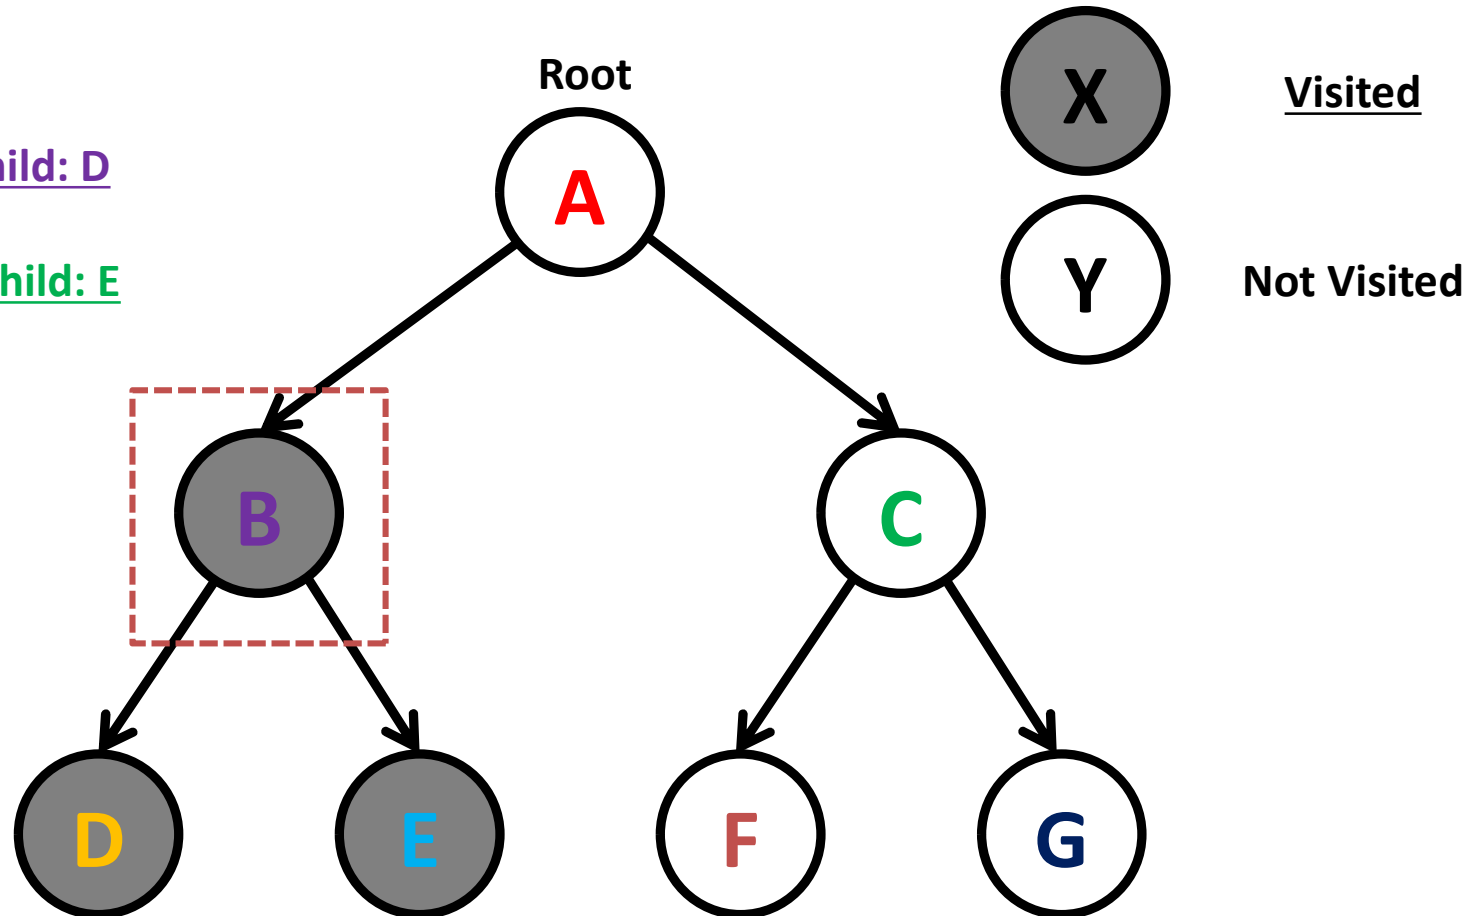 Root
X Visited
hild: D
A
Y Not Visited
hild: E
B C
D E F G